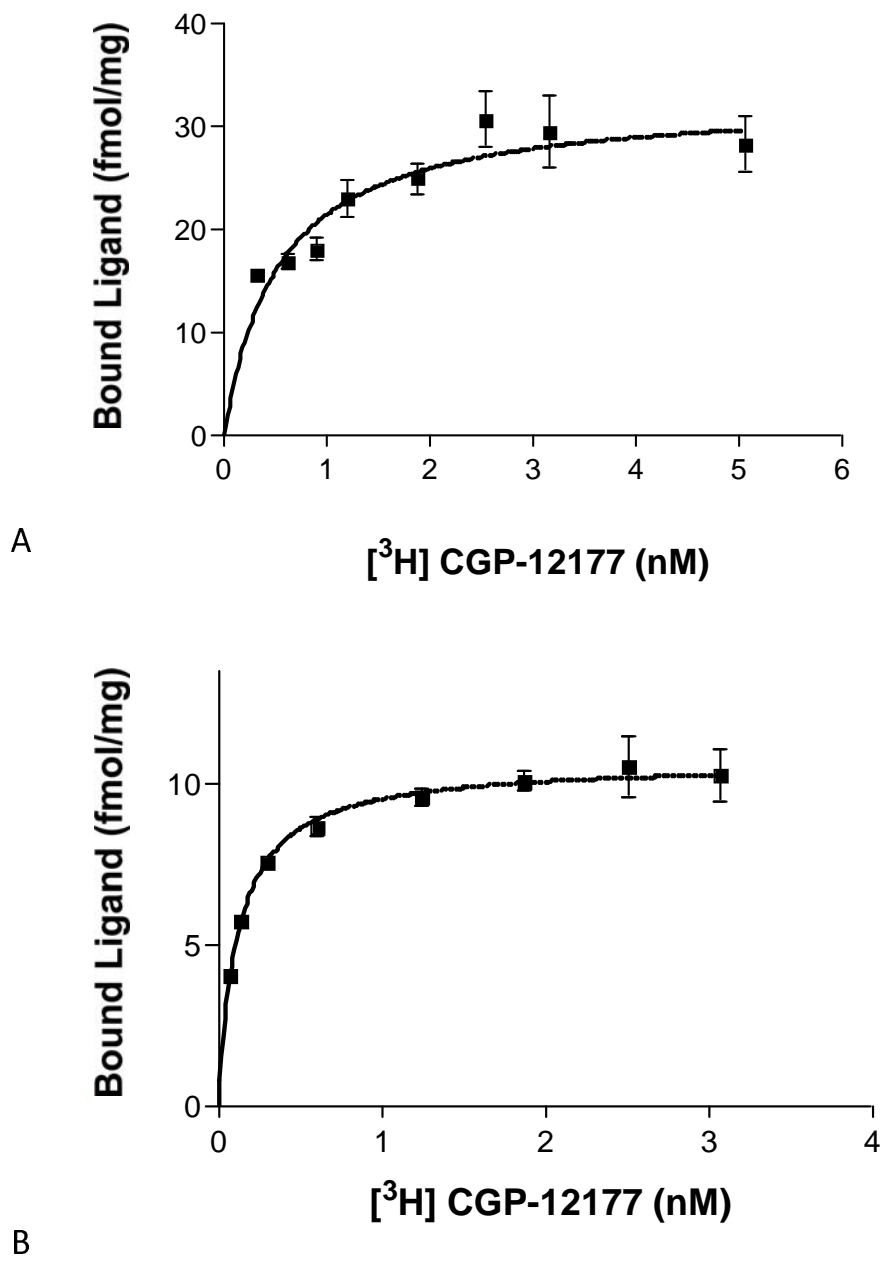 Bound Ligand (fmol/mg)
40
30
20
10
0
0 1 2 3 4 5 6
[³H] CGP-12177 (nM)
A
Bound Ligand (fmol/mg)
10
5
0
0 1 2 3 4
[³H] CGP-12177 (nM)
B